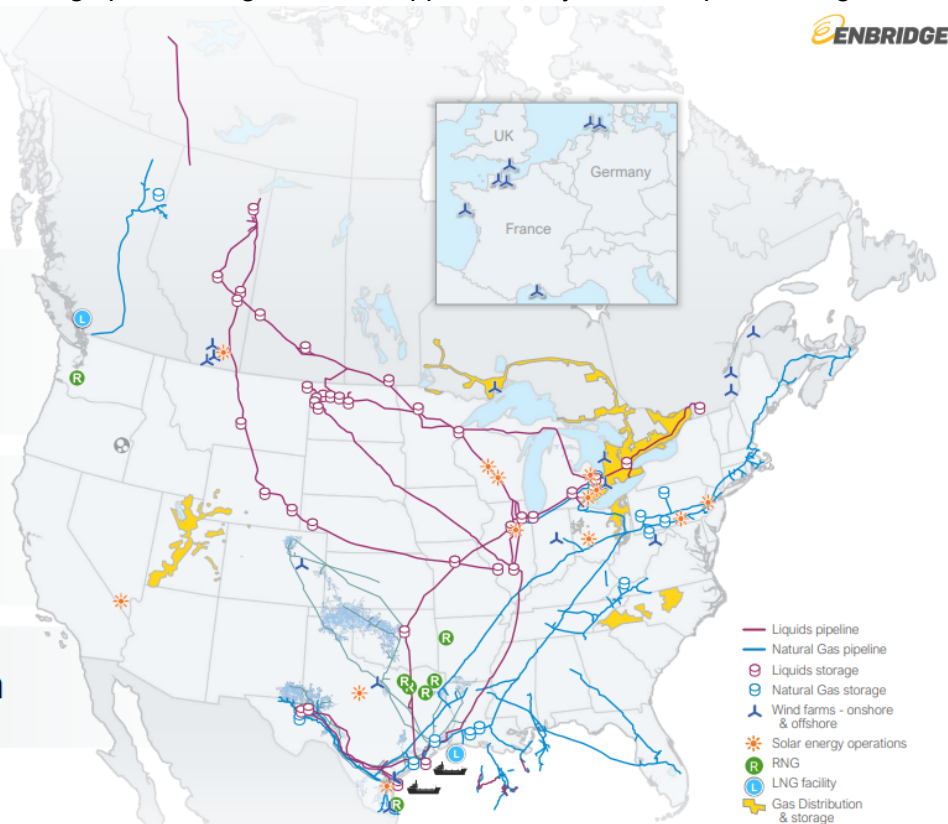 ENBRIDGE
UK
Germany
France
L
R
R
R
R
R
R
R
L
R
Liquids pipeline
Natural Gas pipeline
Liquids storage
Natural Gas storage
Wind farms - onshore
& offshore
Solar energy operations
R RNG
L LNG facility
Gas Distribution
& storage